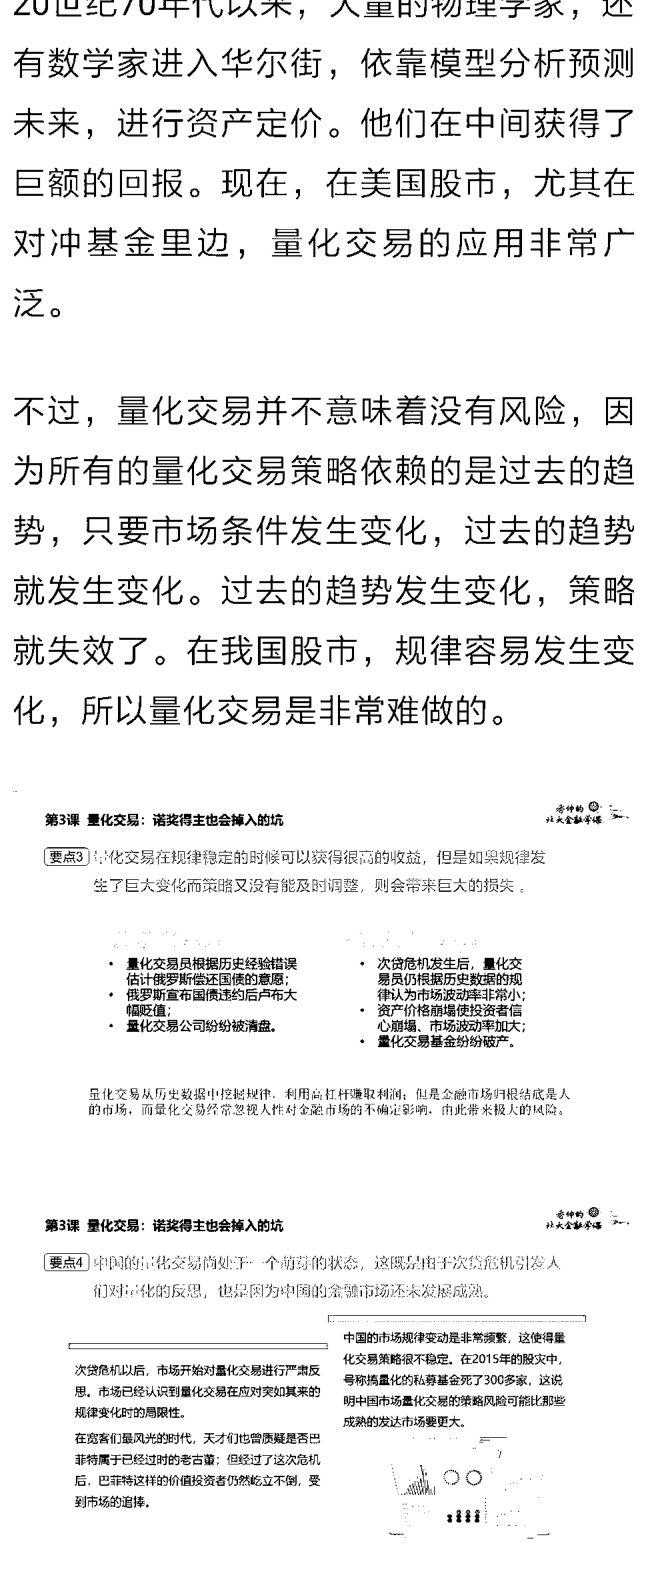 20世纪70年代以来，大量的物理学家，还
有数学家进入华尔街，依靠模型分析预测
未来，进行资产定价。他们在中间获得了
巨额的回报。现在，在美国股市，尤其在
对冲基金里边，量化交易的应用非常广
泛。
不过，量化交易并不意味着没有风险，因
为所有的量化交易策略依赖的是过去的趋
势，只要市场条件发生变化，过去的趋势
就发生变化。过去的趋势发生变化，策略
就失效了。在我国股市，规律容易发生变
化，所以量化交易是非常难做的。
第3课 量化交易：诺奖得主也会掉入的坑
香帅的
北大金融学课
要点3 量化交易在规律稳定的时候可以获得很高的收益，但是如果规律发
生了巨大变化而策略又没有能及时调整，则会带来巨大的损失。
• 量化交易员根据历史经验错误
估计俄罗斯偿还国债的意愿；
• 俄罗斯宣布国债违约后卢布大
幅贬值；
• 量化交易公司纷纷被清盘。
• 次贷危机发生后，量化交
易员仍根据历史数据的规
律认为市场波动率非常小；
• 资产价格崩塌使投资者信
心崩塌、市场波动率加大；
• 量化交易基金纷纷破产。
量化交易从历史数据中挖掘规律，利用高杠杆赚取利润；但是金融市场归根结底是人
的市场，而量化交易经常忽视人性对金融市场的不确定影响，由此带来极大的风险。
第3课 量化交易：诺奖得主也会掉入的坑
香帅的
北大金融学课
要点4 中国的量化交易尚处于一个萌芽的状态，这既是由于次贷危机引发人
们对量化的反思，也是因为中国的金融市场还未发展成熟。
次贷危机以后，市场开始对量化交易进行严肃反
思。市场已经认识到量化交易在应对突如其来的
规律变化时的局限性。
在宽客们最风光的时代，天才们也曾质疑是否巴
菲特属于已经过时的老古董；但经过了这次危机
后，巴菲特这样的价值投资者仍然屹立不倒，受
到市场的追捧。
中国的市场规律变动是非常频繁，这使得量
化交易策略很不稳定。在2015年的股灾中，
号称搞量化的私募基金死了300多家，这说
明中国市场量化交易的策略风险可能比那些
成熟的发达市场要更大。